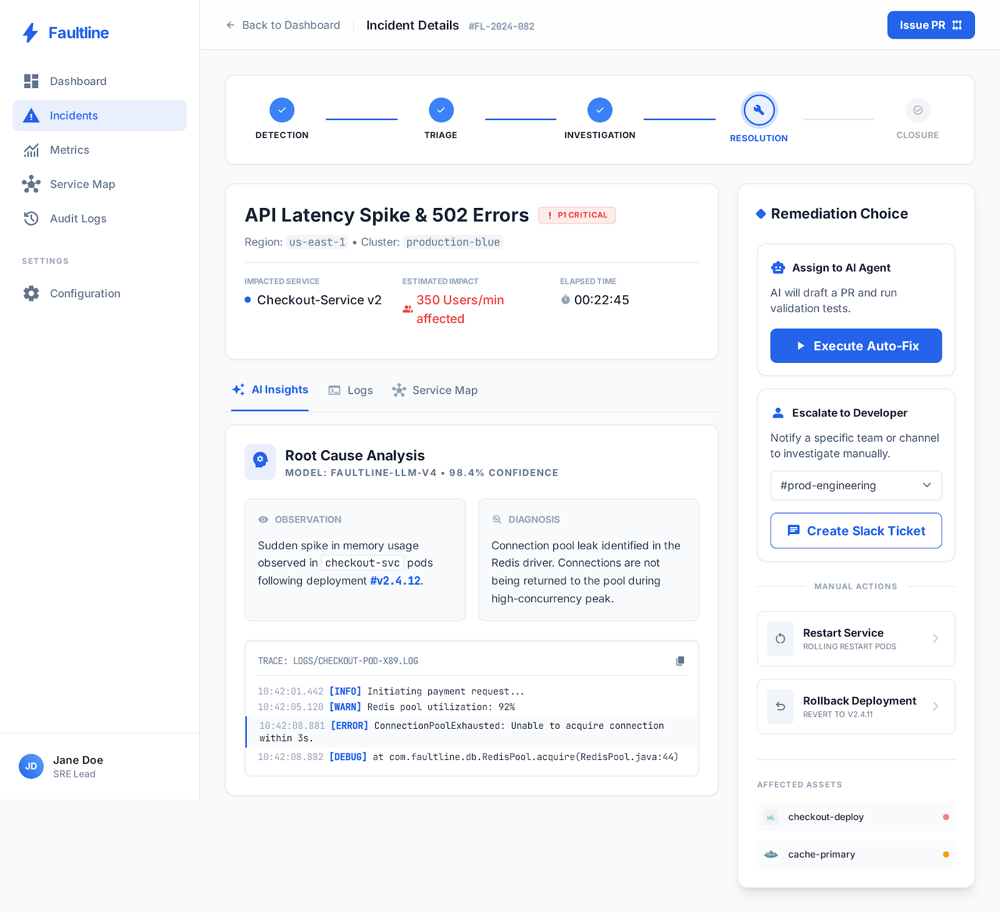 Faultline
Dashboard
Incidents
Metrics
Service Map
Audit Logs
SETTINGS
Configuration
JD
Jane Doe
SRE Lead
Back to Dashboard
Incident Details #FL-2024-082
Issue PR
DETECTION
TRIAGE
INVESTIGATION
RESOLUTION
CLOSURE
API Latency Spike & 502 Errors
! P1 CRITICAL
Region: us-east-1 • Cluster: production-blue
IMPACTED SERVICE
Checkout-Service v2
ESTIMATED IMPACT
350 Users/min
affected
ELAPSED TIME
00:22:45
AI Insights
Logs
Service Map
Root Cause Analysis
MODEL: FAULTLINE-LLM-V4 • 98.4% CONFIDENCE
OBSERVATION
Sudden spike in memory usage
observed in checkout-svc pods
following deployment #v2.4.12.
DIAGNOSIS
Connection pool leak identified in the
Redis driver. Connections are not
being returned to the pool during
high-concurrency peak.
TRACE: LOGS/CHECKOUT-POD-X89.LOG
10:42:01.442 [INFO] Initiating payment request...
10:42:05.120 [WARN] Redis pool utilization: 92%
10:42:08.881 [ERROR] ConnectionPoolExhausted: Unable to acquire connection
within 3s.
10:42:08.882 [DEBUG] at com.faultline.db.RedisPool.acquire(RedisPool.java:44)
Remediation Choice
Assign to AI Agent
AI will draft a PR and run
validation tests.
Execute Auto-Fix
Escalate to Developer
Notify a specific team or channel
to investigate manually.
#prod-engineering
Create Slack Ticket
MANUAL ACTIONS
Restart Service
ROLLING RESTART PODS
Rollback Deployment
REVERT TO V2.4.11
AFFECTED ASSETS
checkout-deploy
cache-primary